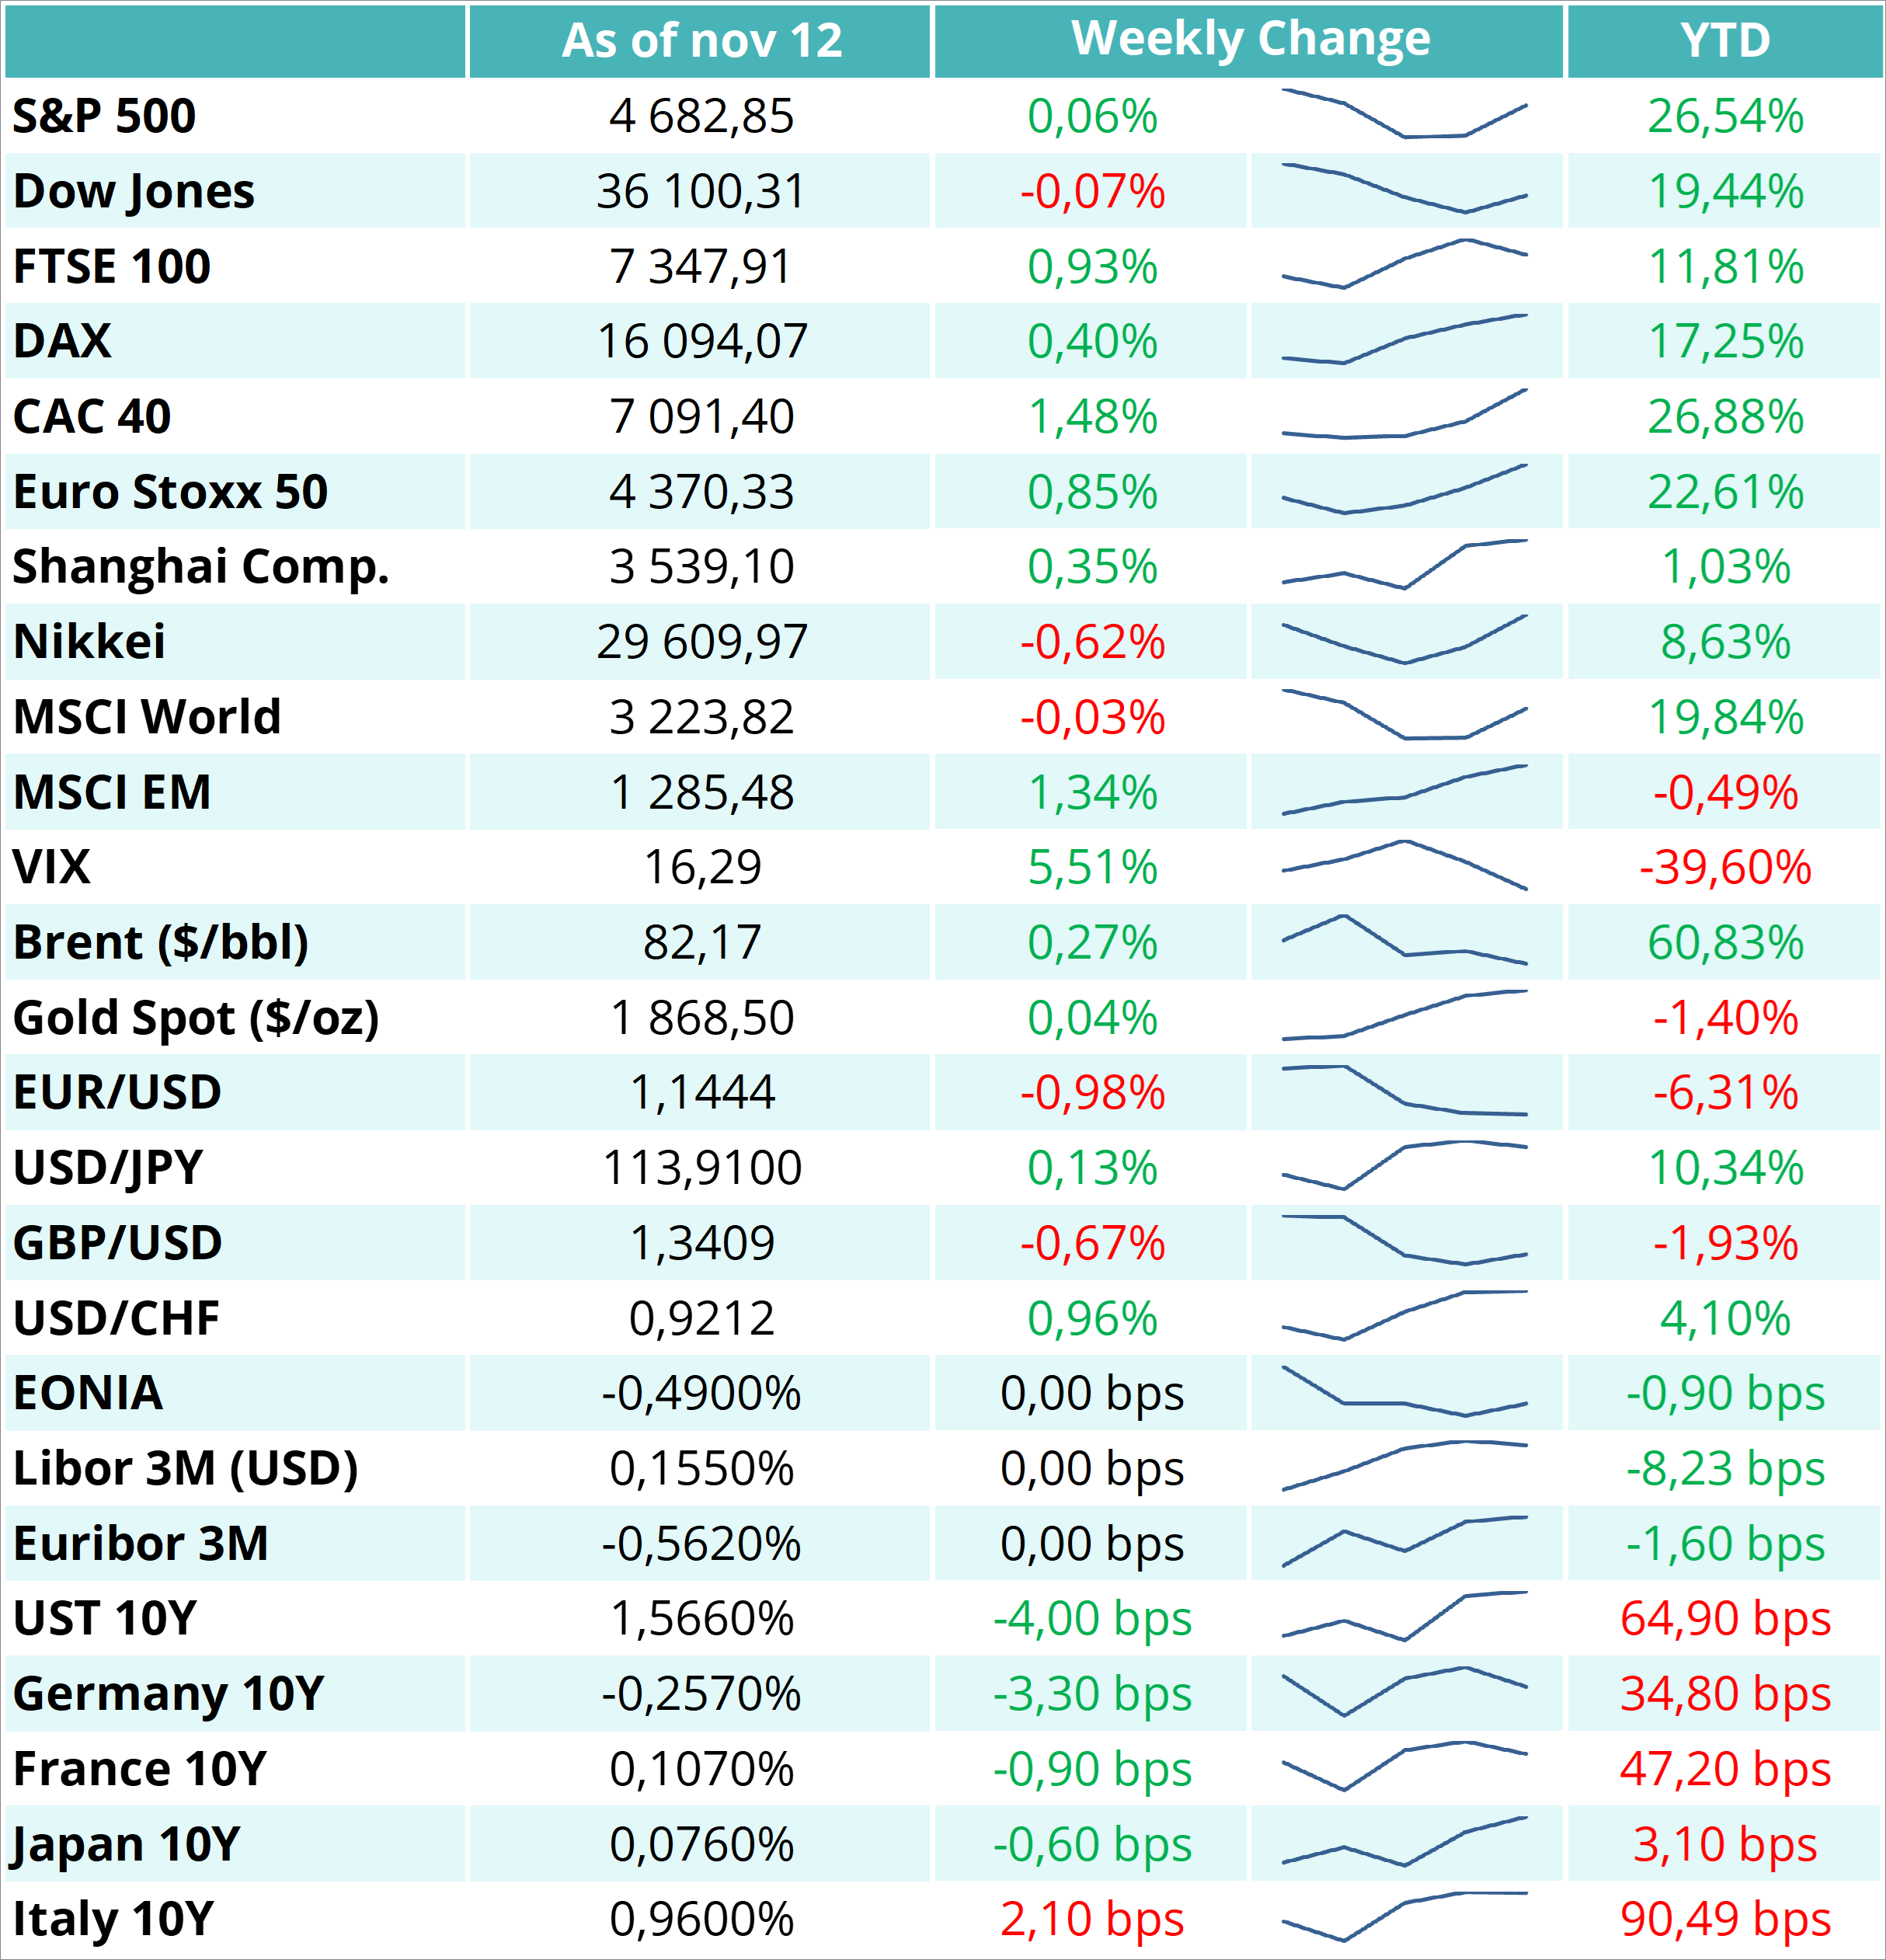 As of nov 12 Weekly Change YTD
S&P 500 4 682,85 0,06% 26,54%
Dow Jones 36 100,31 -0,07% 19,44%
FTSE 100 7 347,91 0,93% 11,81%
DAX 16 094,07 0,40% 17,25%
CAC 40 7 091,40 1,48% 26,88%
Euro Stoxx 50 4 370,33 0,85% 22,61%
Shanghai Comp. 3 539,10 0,35% 1,03%
Nikkei 29 609,97 -0,62% 8,63%
MSCI World 3 223,82 -0,03% 19,84%
MSCI EM 1 285,48 1,34% -0,49%
VIX 16,29 5,51% -39,60%
Brent ($/bbl) 82,17 0,27% 60,83%
Gold Spot ($/oz) 1 868,50 0,04% -1,40%
EUR/USD 1,1444 -0,98% -6,31%
USD/JPY 113,9100 0,13% 10,34%
GBP/USD 1,3409 -0,67% -1,93%
USD/CHF 0,9212 0,96% 4,10%
EONIA -0,4900% 0,00 bps -0,90 bps
Libor 3M (USD) 0,1550% 0,00 bps -8,23 bps
Euribor 3M -0,5620% 0,00 bps -1,60 bps
UST 10Y 1,5660% -4,00 bps 64,90 bps
Germany 10Y -0,2570% -3,30 bps 34,80 bps
France 10Y 0,1070% -0,90 bps 47,20 bps
Japan 10Y 0,0760% -0,60 bps 3,10 bps
Italy 10Y 0,9600% 2,10 bps 90,49 bps